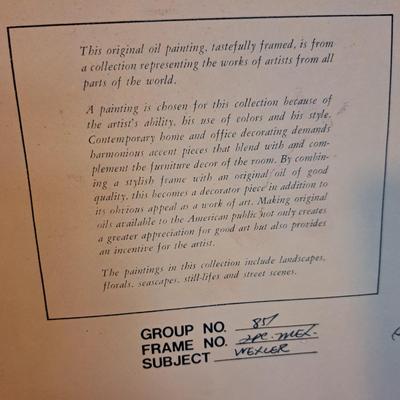 This original oil painting, tastefully framed, is from
a collection representing the works of artists from all
parts of the world.
A painting is chosen for this collection because of
the artist's ability, his use of colors and his style.
Contemporary home and office decorating demands
harmonious accent pieces that blend with and com-
plement the furniture decor of the room. By combin-
ing a stylish frame with an original oil of good
quality, this becomes a decorator piece in addition to
its obvious appeal as a work of art. Making original
oils available to the American public not only creates
a greater appreciation for good art but also provides
an incentive for the artist.
The paintings in this collection include landscapes,
florals, seascapes, still-lifes and street scenes.
GROUP NO. 851
FRAME NO. 2PC. MEL.
SUBJECT WEXLER